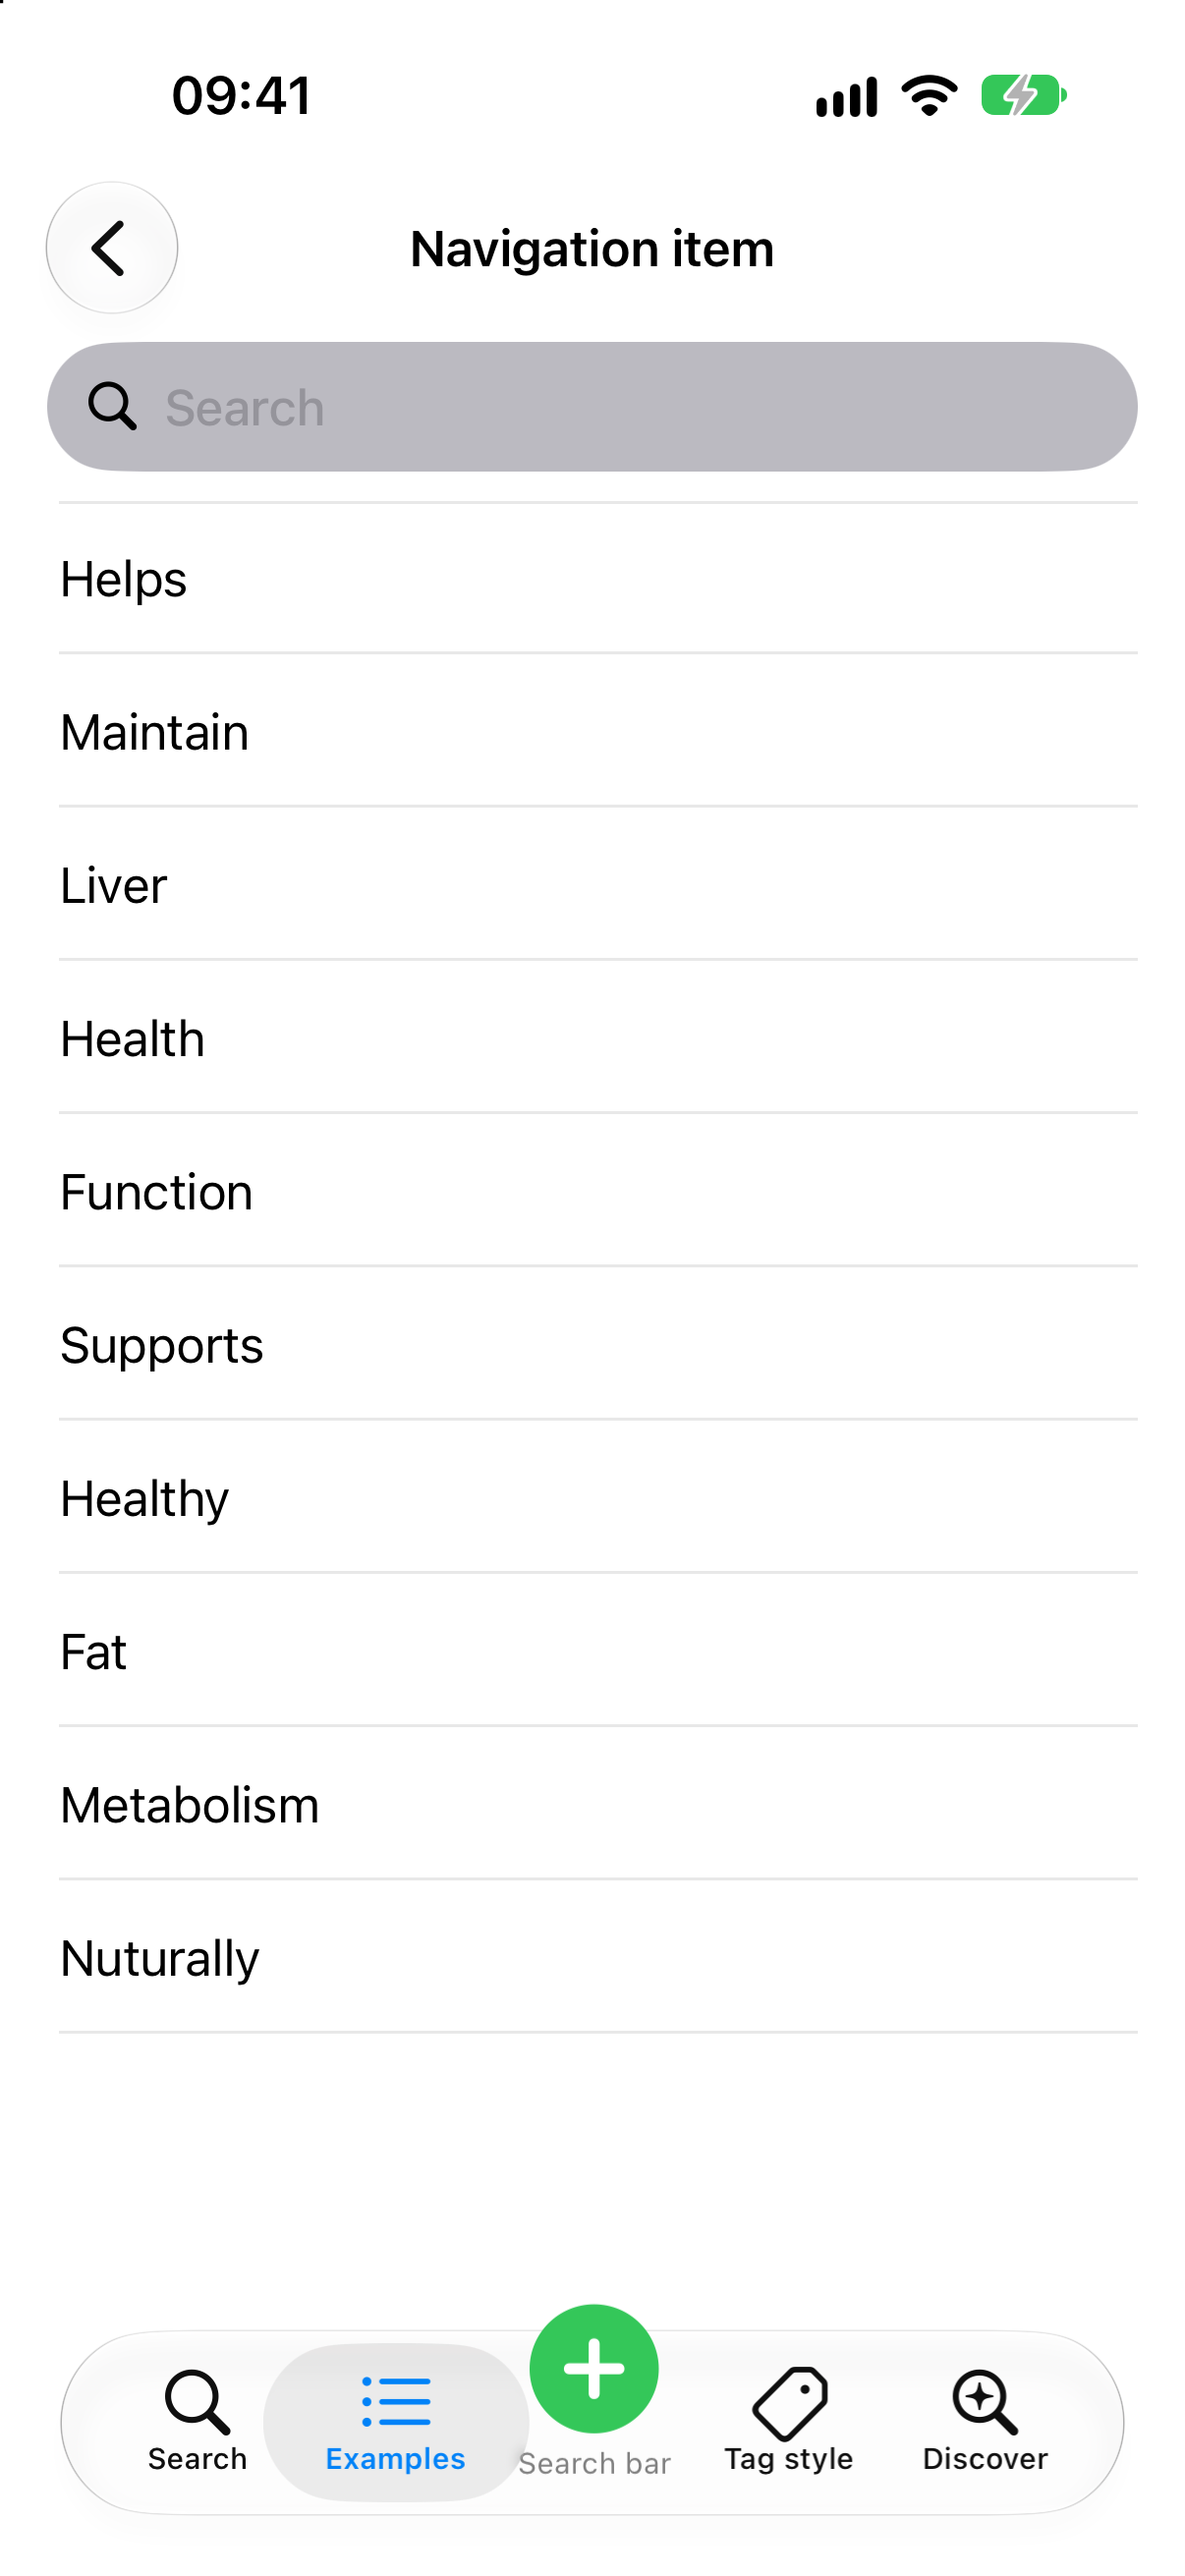 09:41
Navigation item
Search
Helps
Maintain
Liver
Health
Function
Supports
Healthy
Fat
Metabolism
Nuturally
Search Examples Search bar Tag style Discover